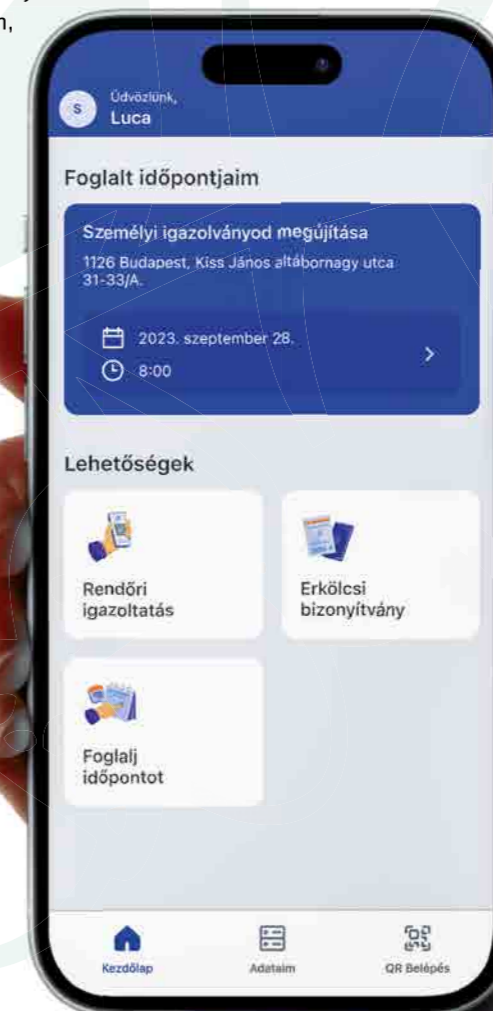 Üdvözlünk,
S
Luca
Foglalt időpontjaim
Személyi igazolványod megújítása
1126 Budapest, Kiss János altábornagy utca
31-33/A.
2023. szeptember 28.
8:00
Lehetőségek
Rendőri
igazoltatás
Erkölcsi
bizonyítvány
Foglalj
időpontot
Kezdőlap
Adataim
QR Belépés